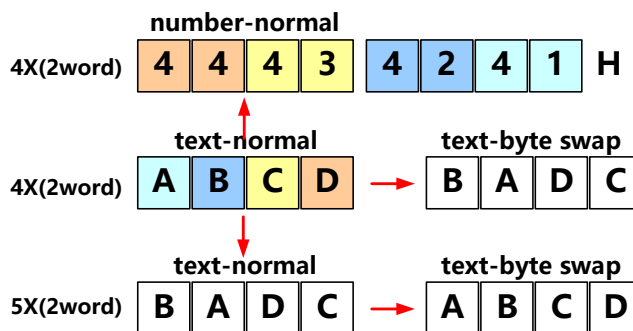 number-normal
4X(2word) 4 4 4 3 4 2 4 1 H
text-normal text-byte swap
4X(2word) A B C D B A D C
text-normal text-byte swap
5X(2word) B A D C A B C D